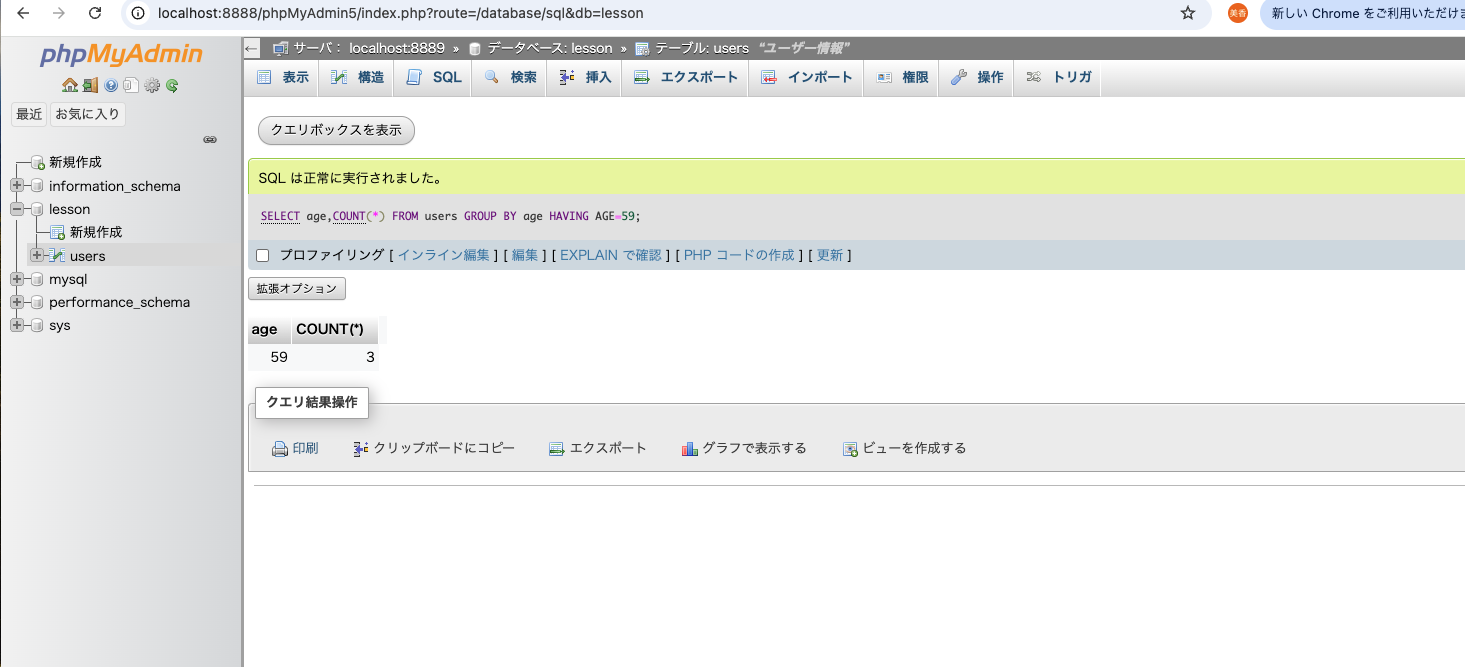 localhost:8888/phpMyAdmin5/index.php?route=/database/sql&db=lesson
美香
新しい Chrome をご利用いただけま
phpMyAdmin
最近 お気に入り
新規作成
information_schema
lesson
新規作成
users
mysql
performance_schema
sys
サーバ: localhost:8889 » データベース: lesson » テーブル: users "ユーザー情報"
表示 構造 SQL 検索 挿入 エクスポート インポート 権限 操作 トリガ
クエリボックスを表示
SQL は正常に実行されました。
SELECT age,COUNT(*) FROM users GROUP BY age HAVING AGE=59;
プロファイリング [ インライン編集 ] [ 編集 ] [ EXPLAIN で確認 ] [ PHP コードの作成 ] [ 更新 ]
拡張オプション
age COUNT(*)
59 3
クエリ結果操作
印刷 クリップボードにコピー エクスポート グラフで表示する ビューを作成する